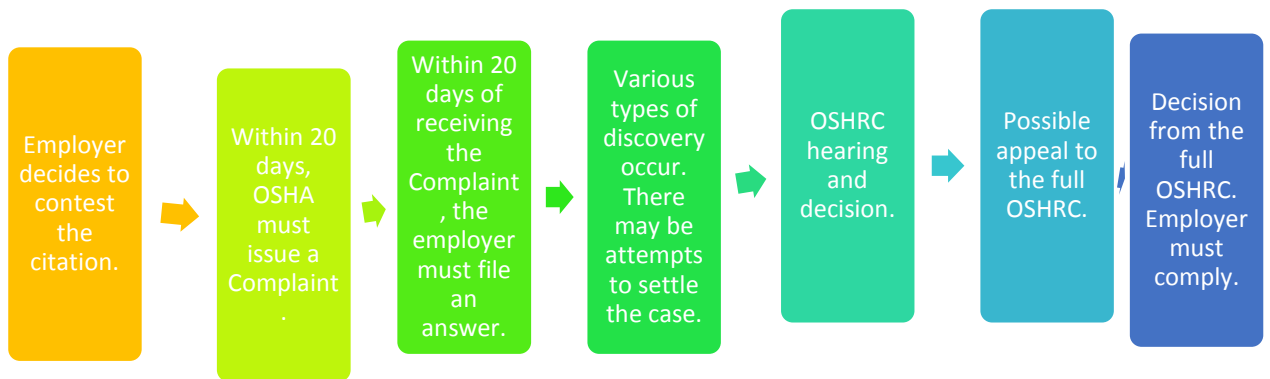 Employer
decides to
contest
the
citation.
Within 20
days,
OSHA
must
issue a
Complaint
.
Within 20
days of
receiving
the
Complaint
, the
employer
must file
an
answer.
Various
types of
discovery
occur.
There
may be
attempts
to settle
the case.
OSHRC
hearing
and
decision.
Possible
appeal to
the full
OSHRC.
Decision
from the
full
OSHRC.
Employer
must
comply.